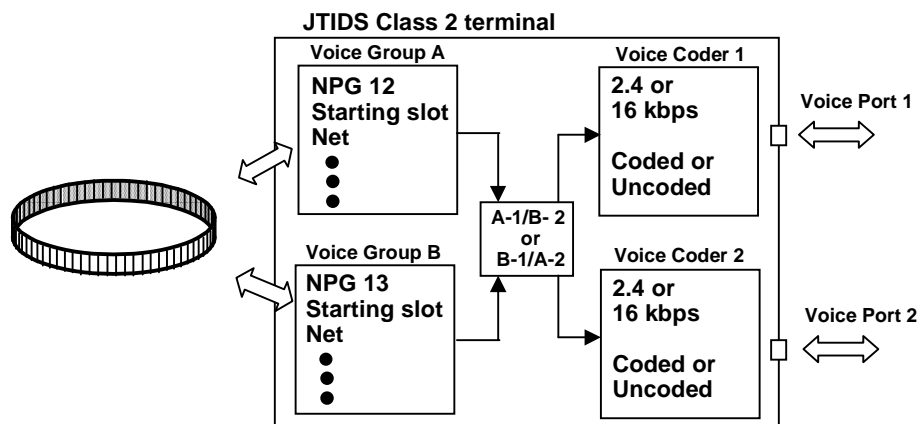 JTIDS Class 2 terminal
Voice Group A
NPG 12
Starting slot
Net
Voice Coder 1
2.4 or
16 kbps
Coded or
Uncoded
Voice Port 1
A-1/B- 2
or
B-1/A-2
Voice Group B
NPG 13
Starting slot
Net
Voice Coder 2
2.4 or
16 kbps
Coded or
Uncoded
Voice Port 2